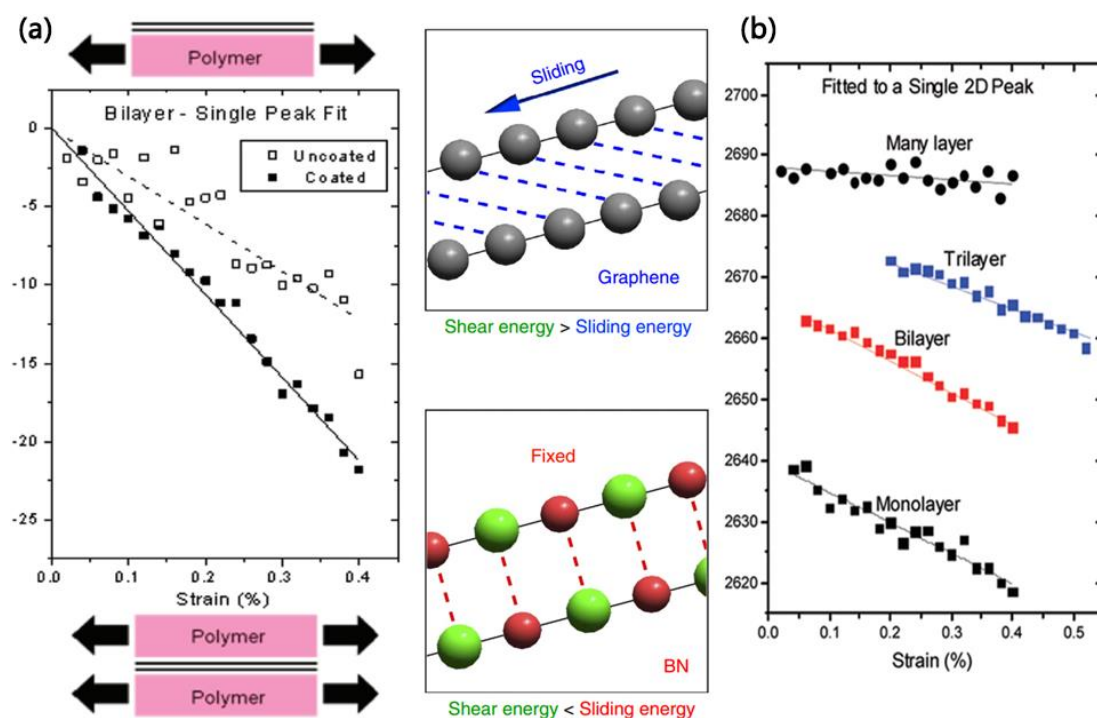 (a)
Polymer
Bilayer - Single Peak Fit
Uncoated
Coated
0
-5
-10
-15
-20
-25
0.0 0.1 0.2 0.3 0.4
Strain (%)
Polymer
Polymer
Sliding
Graphene
Shear energy > Sliding energy
Fixed
BN
Shear energy < Sliding energy
(b)
Fitted to a Single 2D Peak
2700
2690
2680
2670
2660
2650
2640
2630
2620
Many layer
Trilayer
Bilayer
Monolayer
0.0 0.1 0.2 0.3 0.4 0.5
Strain (%)